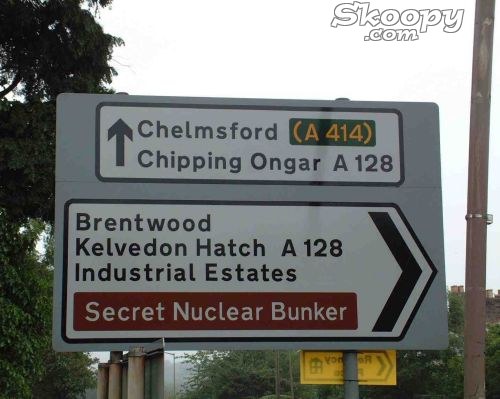 Skoopy
.com
Chelmsford (A 414)
Chipping Ongar A 128
Brentwood
Kelvedon Hatch A 128
Industrial Estates
Secret Nuclear Bunker